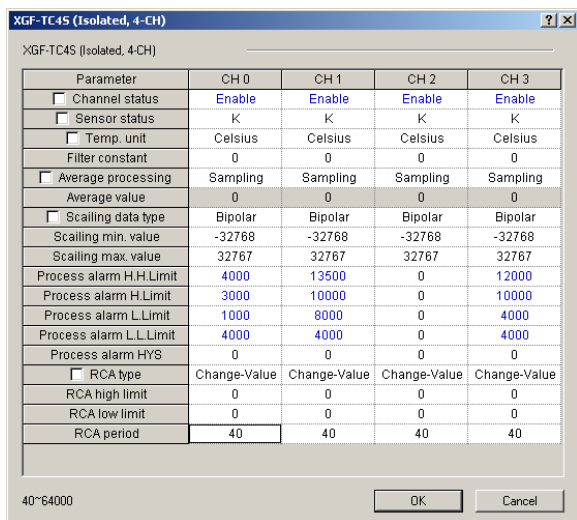 XGF-TC4S (Isolated, 4-CH)
XGF-TC4S (Isolated, 4-CH)
Parameter CH 0 CH 1 CH 2 CH 3
Channel status Enable Enable Enable Enable
Sensor status K K K K
Temp. unit Celsius Celsius Celsius Celsius
Filter constant 0 0 0 0
Average processing Sampling Sampling Sampling Sampling
Average value 0 0 0 0
Scailing data type Bipolar Bipolar Bipolar Bipolar
Scailing min. value -32768 -32768 -32768 -32768
Scailing max. value 32767 32767 32767 32767
Process alarm H.H.Limit 4000 13500 0 12000
Process alarm H.Limit 3000 10000 0 10000
Process alarm L.Limit 1000 8000 0 4000
Process alarm L.L.Limit 4000 4000 0 4000
Process alarm HYS 0 0 0 0
RCA type Change-Value Change-Value Change-Value Change-Value
RCA high limit 0 0 0 0
RCA low limit 0 0 0 0
RCA period 40 40 40 40
40~64000 OK Cancel